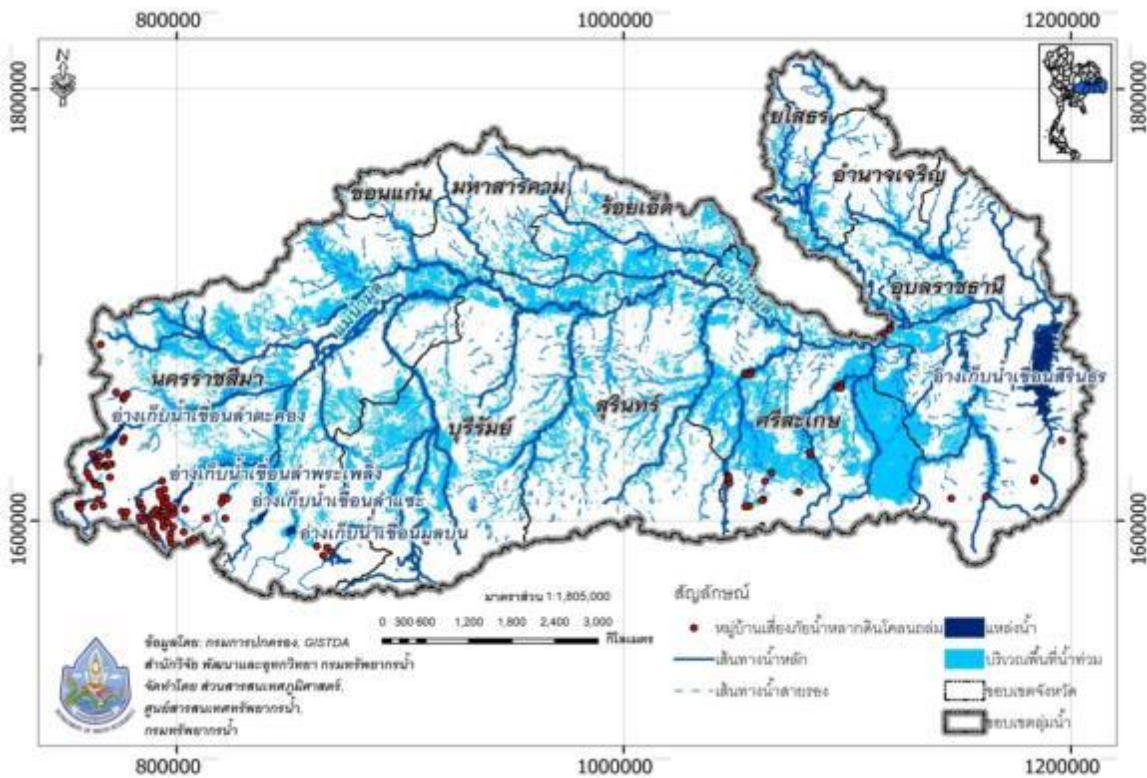 800000 1000000 1200000
1800000 1800000
N
ยโสธร
อำนาจเจริญ
ขอนแก่น มหาสารคาม ร้อยเอ็ด
แม่น้ำมูล
แม่น้ำมูล
อุบลราชธานี
นครราชสีมา
อ่างเก็บน้ำเขื่อนสิรินธร
อ่างเก็บน้ำเขื่อนลำตะคอง
บุรีรัมย์ สุรินทร์ ศรีสะเกษ
อ่างเก็บน้ำเขื่อนลำพระเพลิง
อ่างเก็บน้ำเขื่อนลำแชะ
อ่างเก็บน้ำเขื่อนมูลบน
1600000 1600000
มาตราส่วน 1:1,805,000
0 300 600 1,200 1,800 2,400 3,000
กิโลเมตร
สัญลักษณ์
หมู่บ้านเสี่ยงภัยน้ำหลากดินโคลนถล่ม แหล่งน้ำ
เส้นทางน้ำหลัก บริเวณพื้นที่น้ำท่วม
เส้นทางน้ำสายรอง ขอบเขตจังหวัด
ขอบเขตลุ่มน้ำ
ข้อมูลโดย: กรมการปกครอง, GISTDA
สำนักวิจัย พัฒนาและอุทกวิทยา กรมทรัพยากรน้ำ
จัดทำโดย ส่วนสารสนเทศภูมิศาสตร์,
ศูนย์สารสนเทศทรัพยากรน้ำ,
กรมทรัพยากรน้ำ
800000 1000000 1200000